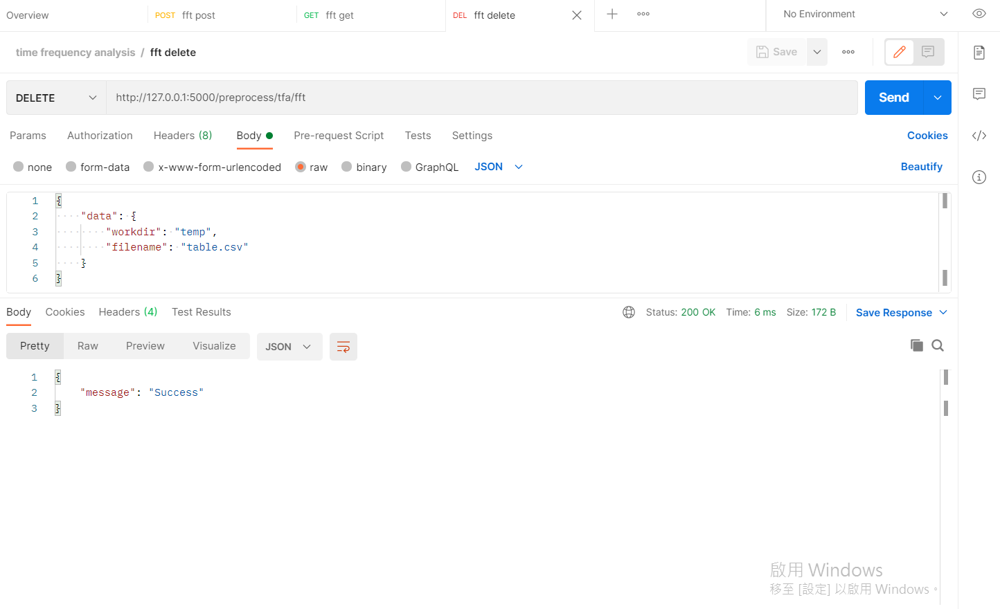 Overview POST fft post GET fft get DEL fft delete No Environment
time frequency analysis / fft delete Save
DELETE http://127.0.0.1:5000/preprocess/tfa/fft Send
Params Authorization Headers (8) Body Pre-request Script Tests Settings Cookies
none form-data x-www-form-urlencoded raw binary GraphQL JSON Beautify
1 {
2 "data": {
3 "workdir": "temp",
4 "filename": "table.csv"
5 }
6 }
Body Cookies Headers (4) Test Results Status: 200 OK Time: 6 ms Size: 172 B Save Response
Pretty Raw Preview Visualize JSON
1 {
2 "message": "Success"
3 }
啟用 Windows
移至 [設定] 以啟用 Windows。